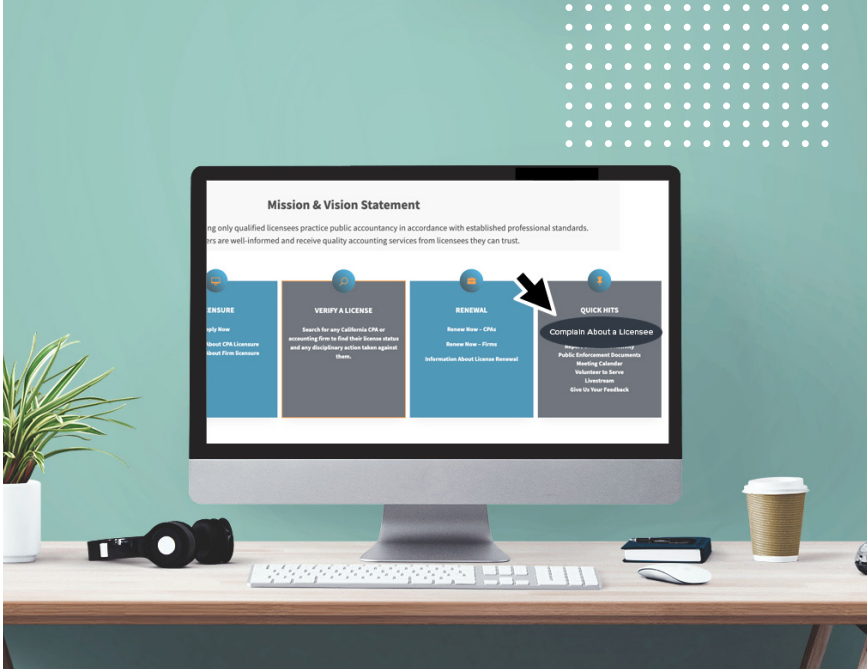 Mission & Vision Statement
ng only qualified licensees practice public accountancy in accordance with established professional standards.
ers are well-informed and receive quality accounting services from licensees they can trust.
ENSURE
ply Now
About CPA Licensure
About Firm licensure
VERIFY A LICENSE
Search for any California CPA or
accounting firm to find their license status
and any disciplinary action taken against
them.
RENEWAL
Renew Now – CPAs
Renew Now – Firms
Information About License Renewal
QUICK HITS
Complain About a Licensee
Public Enforcement Documents
Meeting Calendar
Volunteer to Serve
Livestream
Give Us Your Feedback